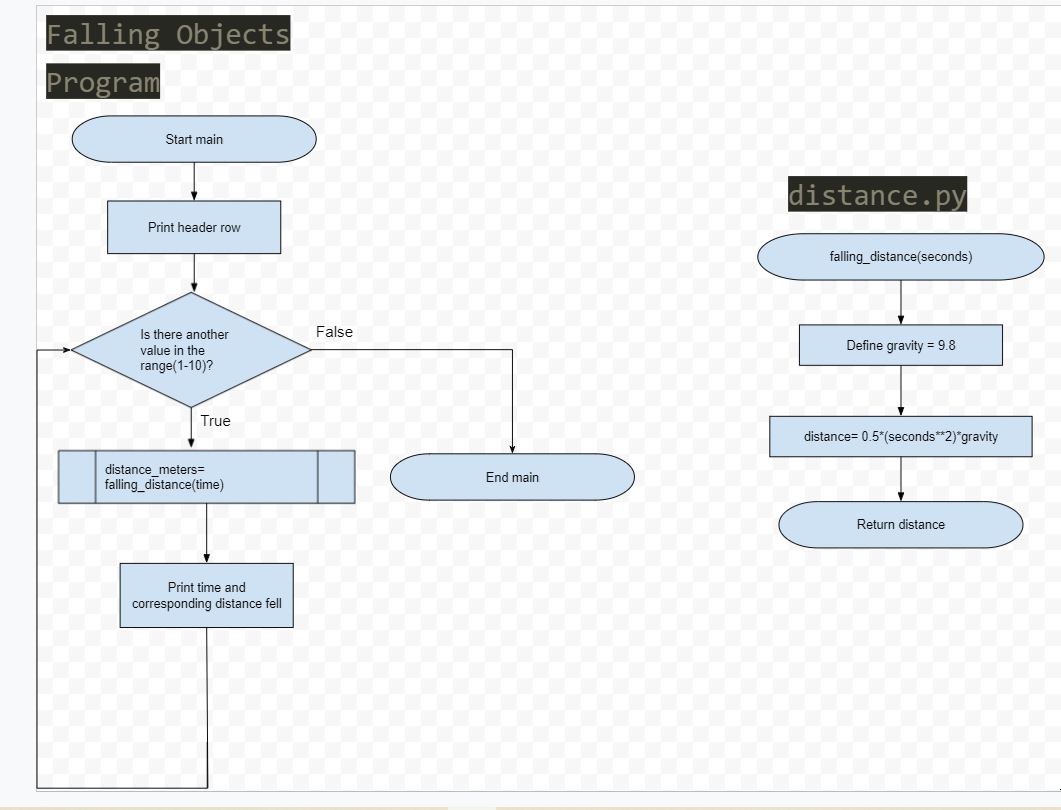 Falling Objects
Program
Start main
Print header row
Is there another
value in the
range(1-10)?
False
True
distance_meters=
falling_distance(time)
End main
Print time and
corresponding distance fell
distance.py
falling_distance(seconds)
Define gravity = 9.8
distance= 0.5*(seconds**2)*gravity
Return distance